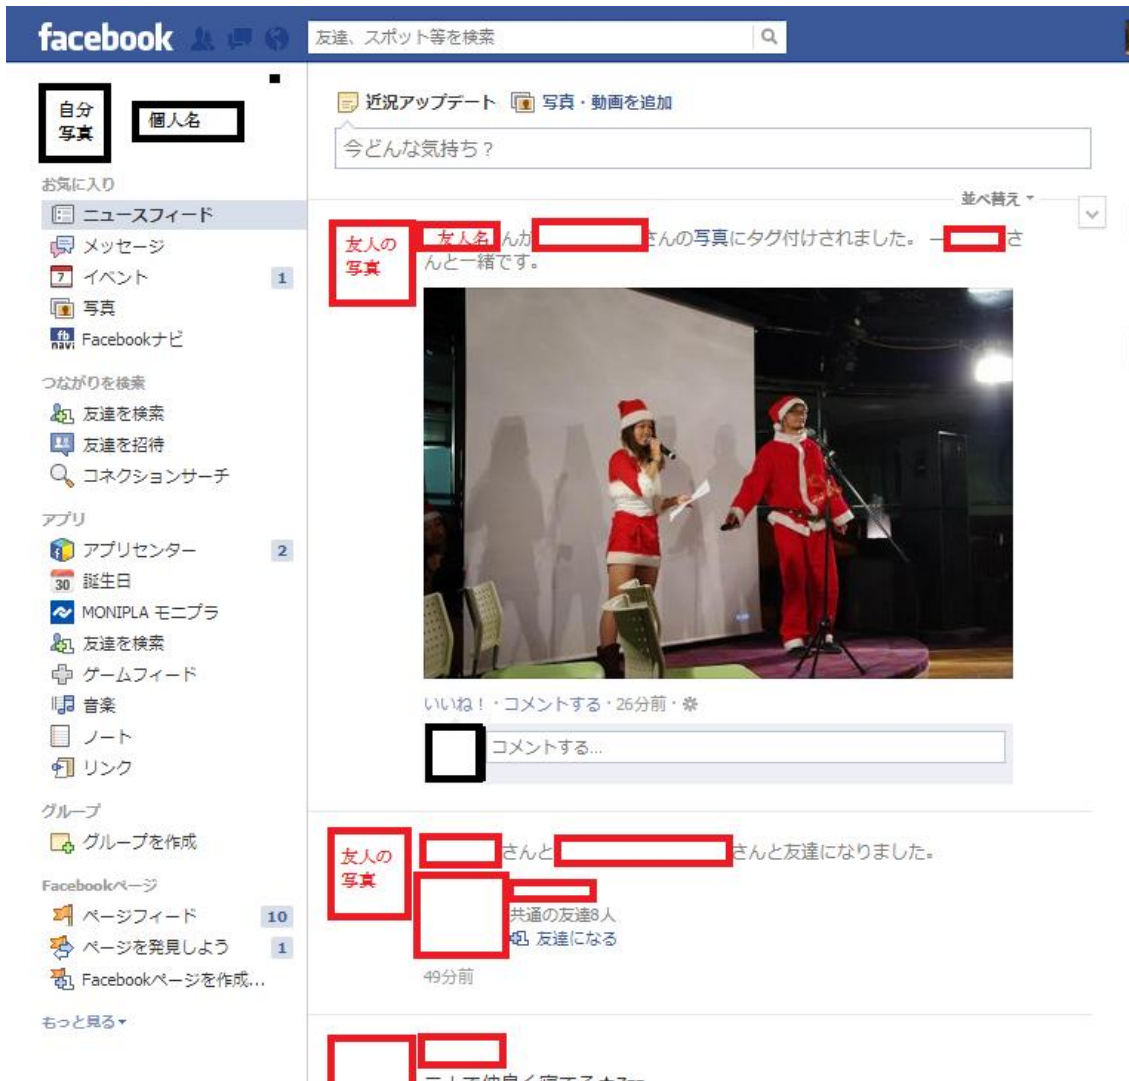 facebook
友達、スポット等を検索
自分
写真
個人名
近況アップデート 写真・動画を追加
今どんな気持ち？
お気に入り
ニュースフィード
メッセージ
7 イベント 1
写真
fb navi Facebookナビ
つながりを検索
友達を検索
友達を招待
コネクションサーチ
アプリ
アプリセンター 2
30 誕生日
MONIPLA モニプラ
友達を検索
ゲームフィード
音楽
ノート
リンク
グループ
グループを作成
Facebookページ
ページフィード 10
ページを発見しよう 1
Facebookページを作成...
もっと見る
並べ替え
友人の
写真
友人名 んが さんの写真にタグ付けされました。 — さ
んと一緒です。
いいね！・コメントする・26分前・
コメントする...
友人の
写真
さんと さんと友達になりました。
共通の友達8人
友達になる
49分前